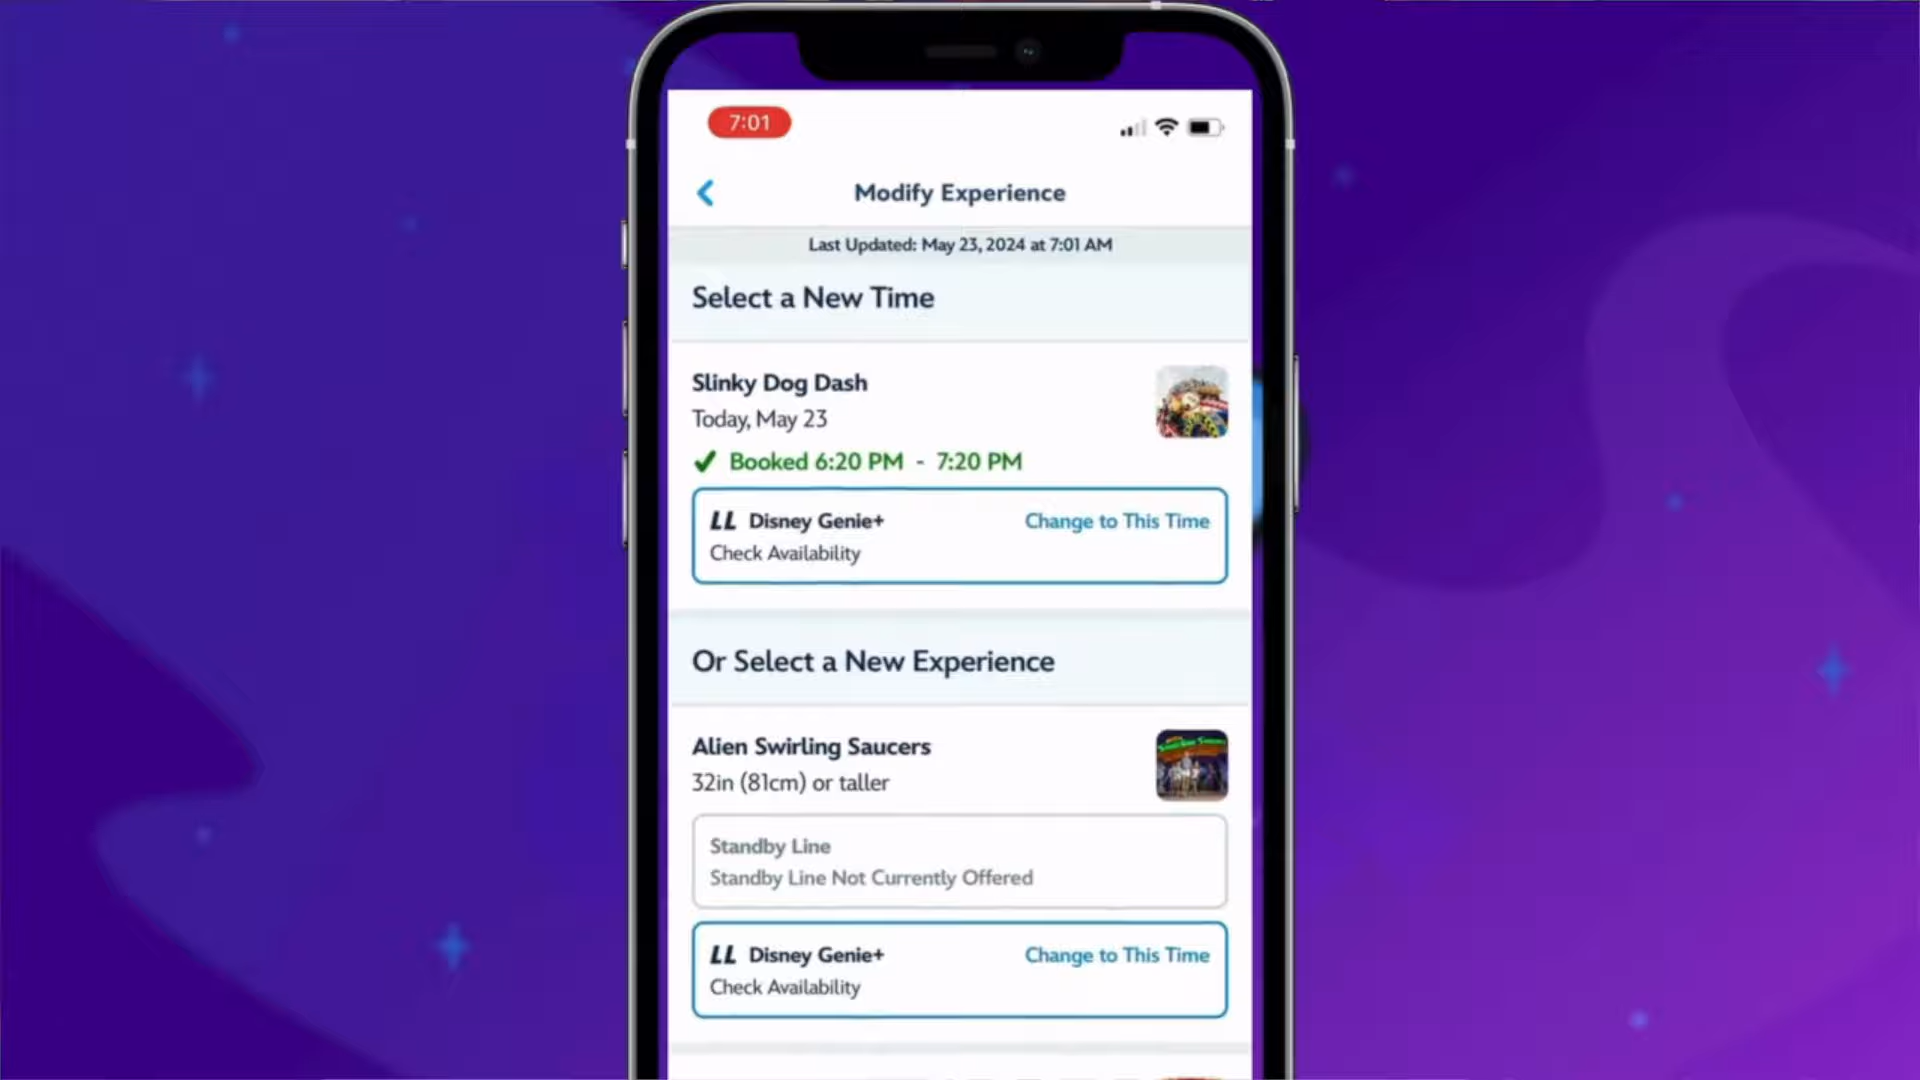 7:01
Modify Experience
Last Updated: May 23, 2024 at 7:01 AM
Select a New Time
Slinky Dog Dash
Today, May 23
Booked 6:20 PM - 7:20 PM
LL Disney Genie+
Change to This Time
Check Availability
Or Select a New Experience
Alien Swirling Saucers
32in (81cm) or taller
Standby Line
Standby Line Not Currently Offered
LL Disney Genie+
Change to This Time
Check Availability